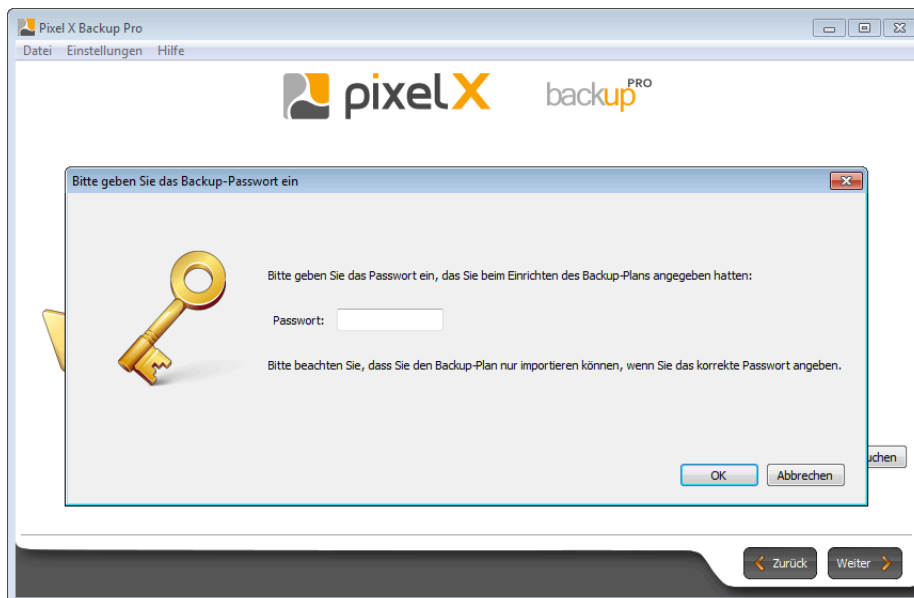 Pixel X Backup Pro
Datei Einstellungen Hilfe
pixelX backupPRO
Bitte geben Sie das Backup-Passwort ein
Bitte geben Sie das Passwort ein, das Sie beim Einrichten des Backup-Plans angegeben hatten:
Passwort:
Bitte beachten Sie, dass Sie den Backup-Plan nur importieren können, wenn Sie das korrekte Passwort angeben.
uchen
OK Abbrechen
Zurück Weiter